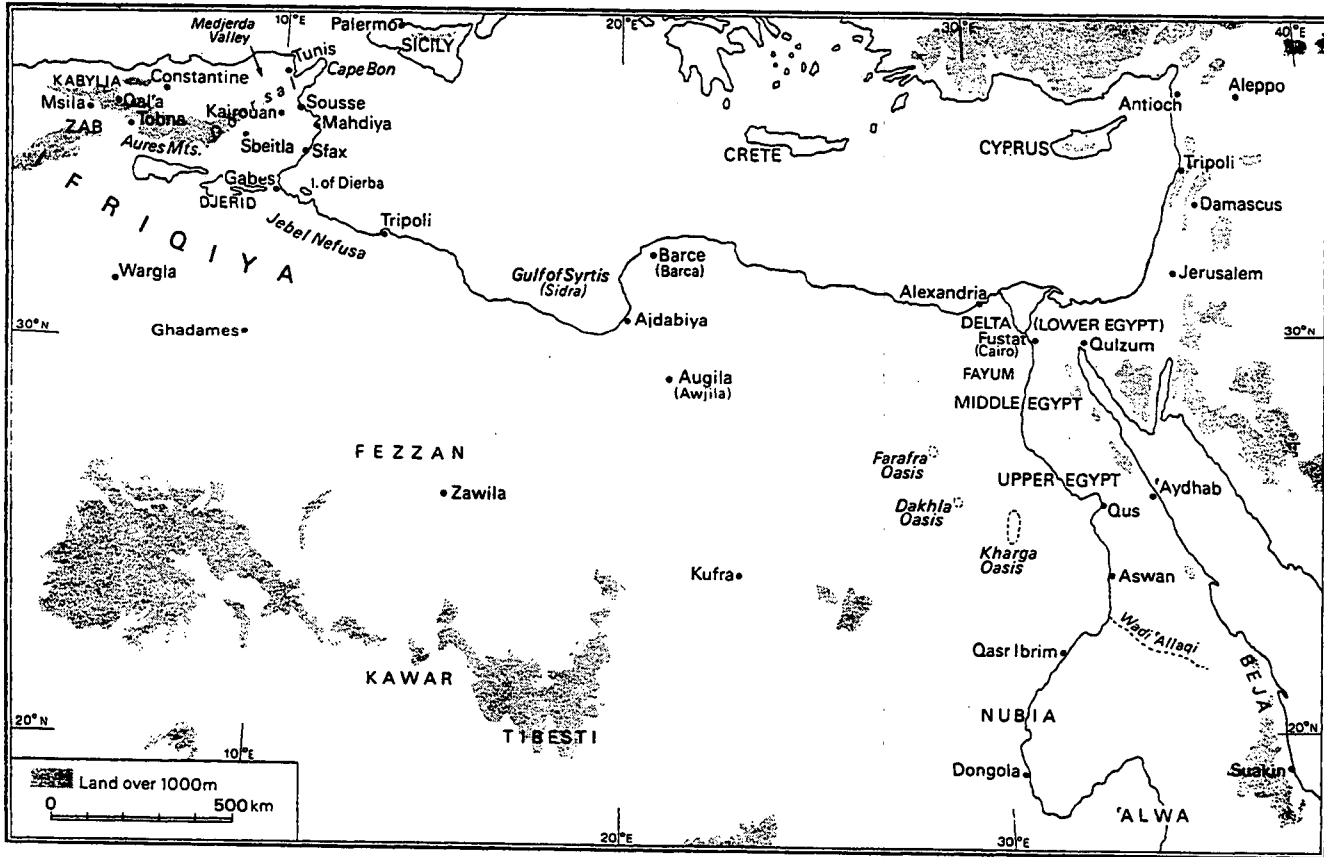 Medjerda
Valley
10°E
Palermo
SICILY
20°E
30°E
40°E
Tunis
Cape Bon
KABYLIA
Constantine
Msila
Qal'a
Dorsal
Kairouan
Sousse
Tobna
Mahdiya
ZAB
Aures Mts.
Sbeitla
Sfax
Gabes
I. of Djerba
DJERID
Jebel Nefusa
FRIQIYA
Tripoli
Wargla
Ghadames
30°N
Gulf of Syrtis
(Sidra)
Barce
(Barca)
Ajdabiya
Augila
(Awjila)
CRETE
CYPRUS
Antioch
Aleppo
Tripoli
Damascus
Jerusalem
Alexandria
DELTA (LOWER EGYPT)
Fustat
(Cairo)
Qulzum
30°N
FAYUM
MIDDLE EGYPT
FEZZAN
Zawila
Farafra
Oasis
UPPER EGYPT
'Aydhab
Dakhla
Oasis
Qus
Kharga
Oasis
Kufra
Aswan
Wadi 'Allaqi
Qasr Ibrim
KAWAR
BEJA
NUBIA
20°N
TIBESTI
20°N
10°E
Dongola
Suakin
Land over 1000m
0 500 km
'ALWA
20°E
30°E